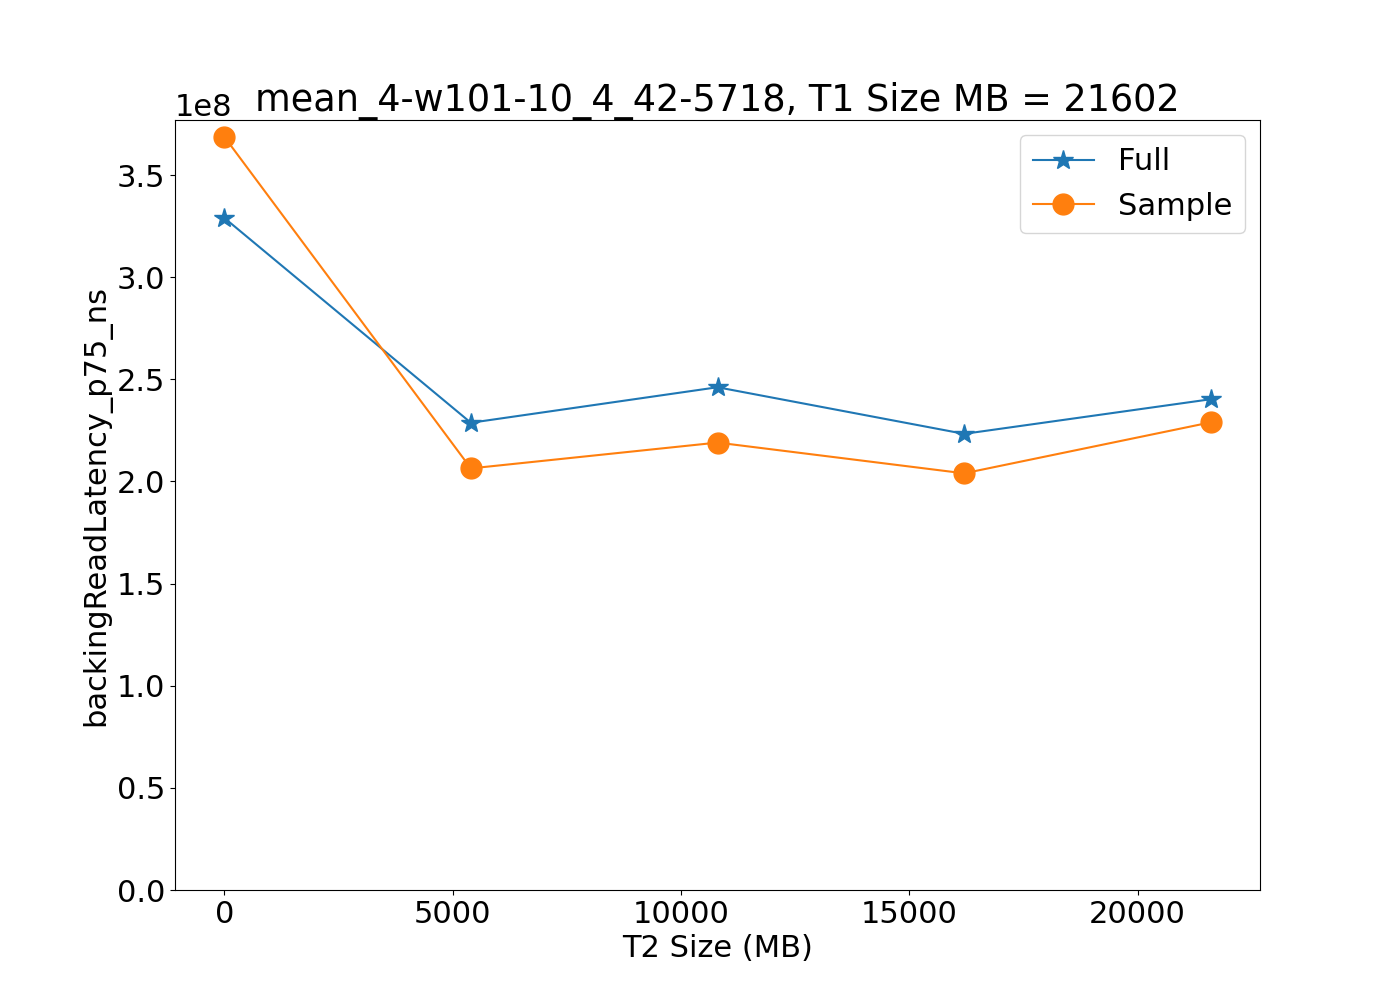 1e8
mean_4-w101-10_4_42-5718, T1 Size MB = 21602
Full
Sample
3.5
3.0
2.5
2.0
1.5
1.0
0.5
0.0
backingReadLatency_p75_ns
0
5000
10000
15000
20000
T2 Size (MB)